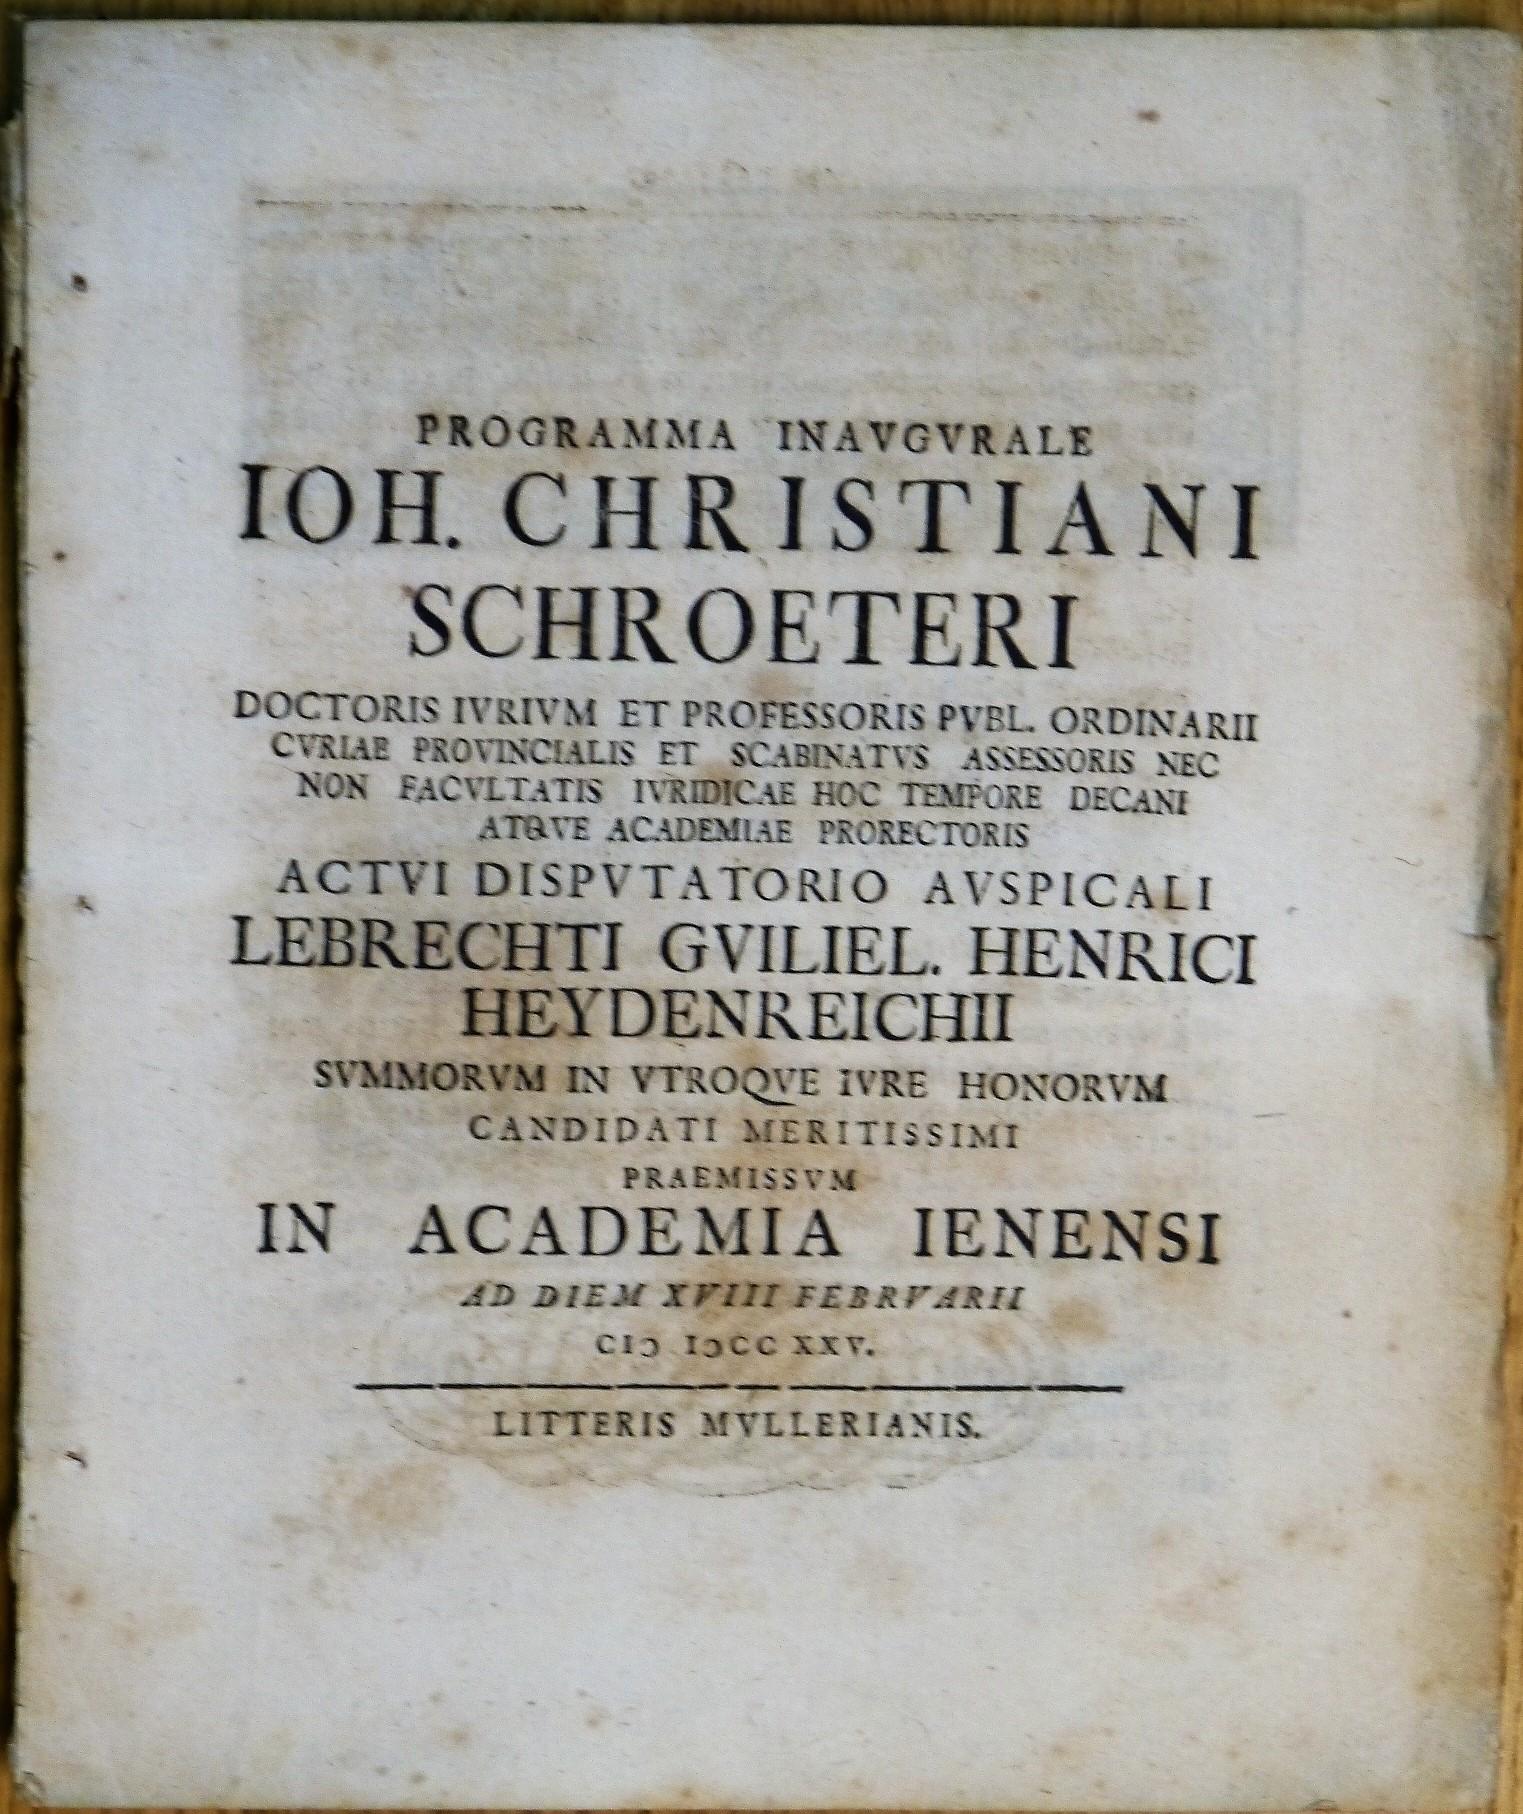 PROGRAMMA INAVGVRALE
IOH. CHRISTIANI
SCHROETERI
DOCTORIS IVRIVM ET PROFESSORIS PVBL. ORDINARII
CVRIAE PROVINCIALIS ET SCABINATVS ASSESSORIS NEC
NON FACVLTATIS IVRIDICAE HOC TEMPORE DECANI
ATQVE ACADEMIAE PRORECTORIS
ACTVI DISPVTATORIO AVSPICALI
LEBRECHTI GVILIEL. HENRICI
HEYDENREICHII
SVMMORVM IN VTROQVE IVRE HONORVM
CANDIDATI MERITISSIMI
PRAEMISSVM
IN ACADEMIA IENENSI
AD DIEM XVIII FEBRVARII
CIↃ IↃCC XXV.
LITTERIS MVLLERIANIS.